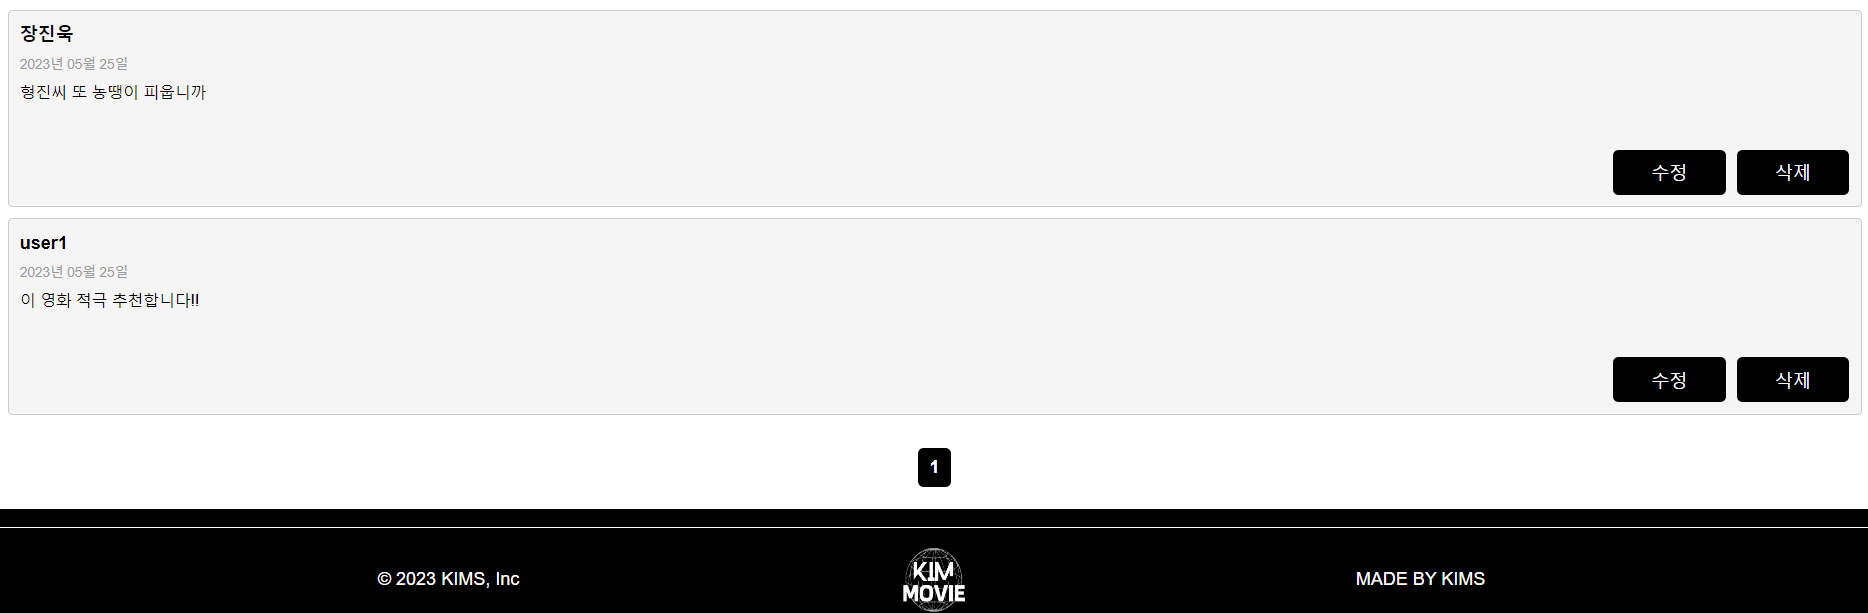 장진욱
2023년 05월 25일
형진씨 또 농땡이 피웁니까
수정 삭제
user1
2023년 05월 25일
이 영화 적극 추천합니다!!
수정 삭제
1
© 2023 KIMS, Inc
KIM
MOVIE
MADE BY KIMS